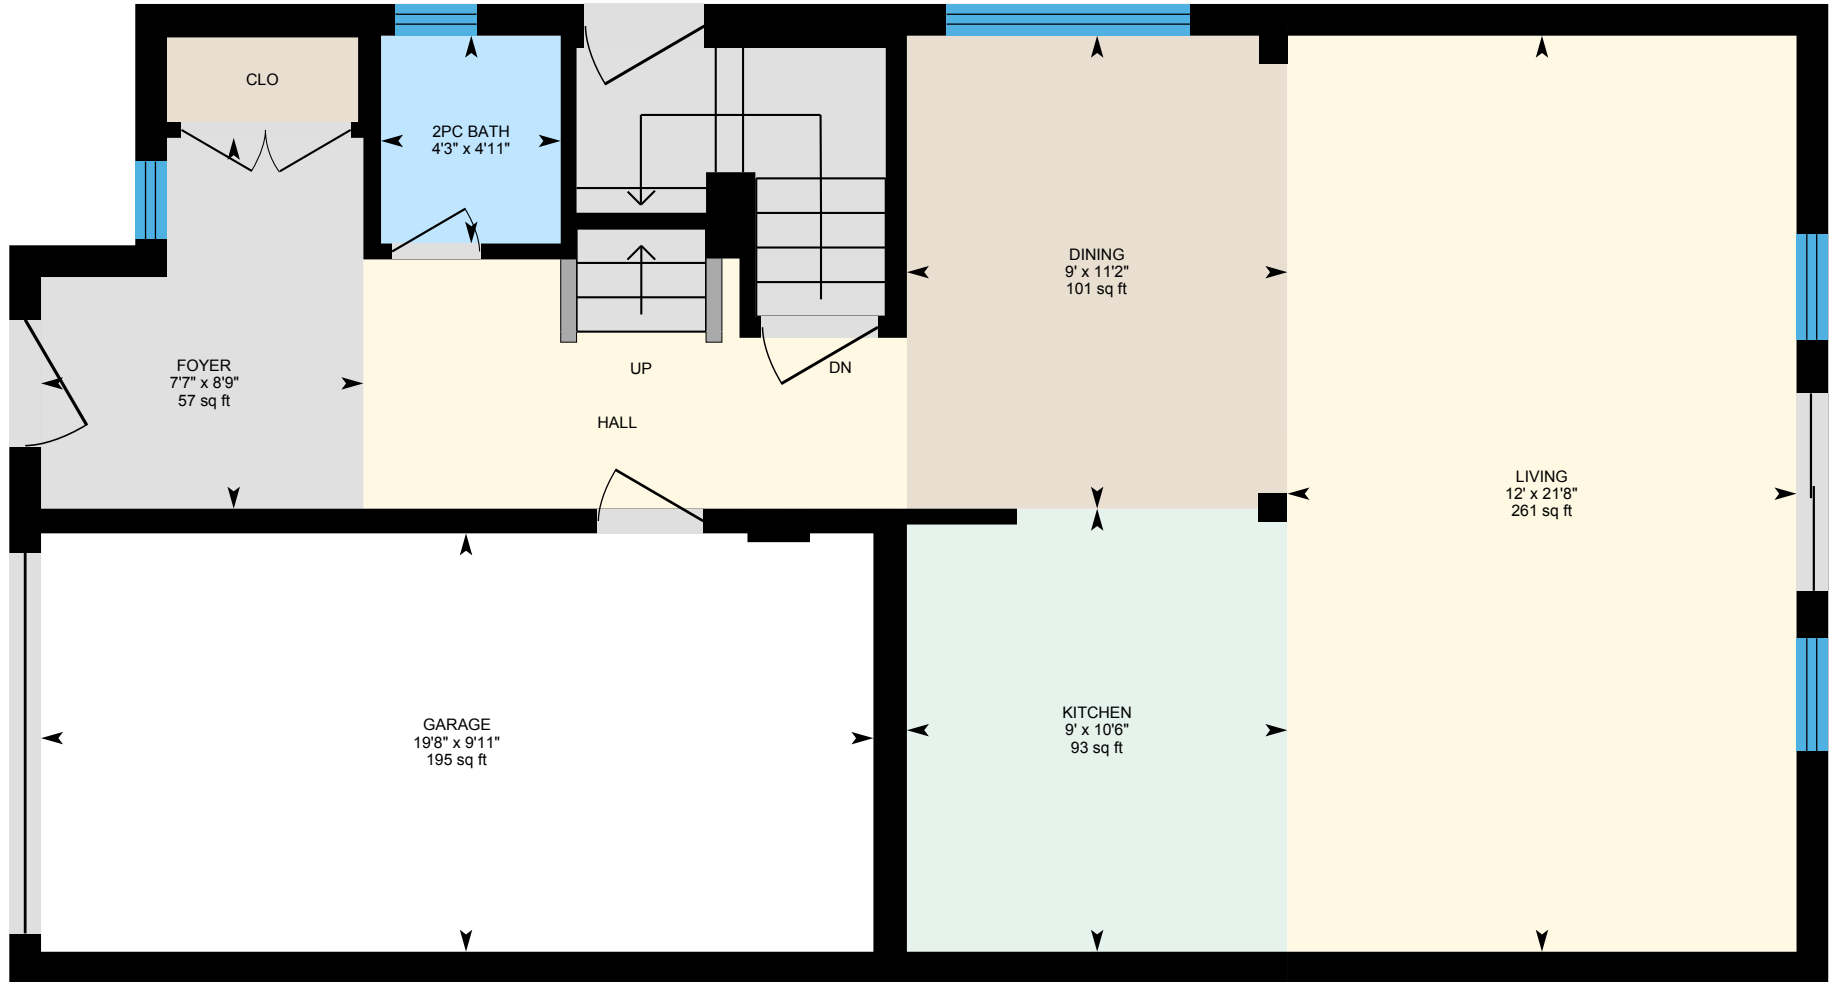 CLO
2PC BATH
4'3" x 4'11"
DINING
9' x 11'2"
101 sq ft
FOYER
7'7" x 8'9"
57 sq ft
UP
DN
HALL
LIVING
12' x 21'8"
261 sq ft
GARAGE
19'8" x 9'11"
195 sq ft
KITCHEN
9' x 10'6"
93 sq ft